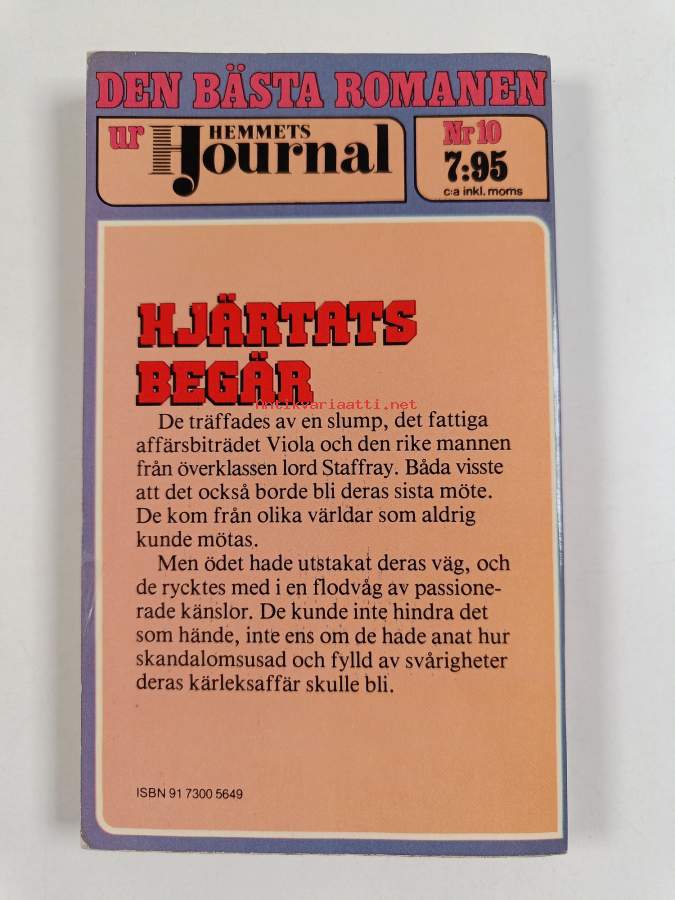 DEN BÄSTA ROMANEN
ur HEMMETS Journal
Nr 10
7:95
c:a inkl. moms
HJÄRTATS
BEGÄR
Antikvariaatti.net
De träffades av en slump, det fattiga
affärsbiträdet Viola och den rike mannen
från överklassen lord Staffray. Båda visste
att det också borde bli deras sista möte.
De kom från olika världar som aldrig
kunde mötas.
Men ödet hade utstakat deras väg, och
de rycktes med i en flodvåg av passione-
rade känslor. De kunde inte hindra det
som hände, inte ens om de hade anat hur
skandalomsusad och fylld av svårigheter
deras kärleksaffär skulle bli.
ISBN 91 7300 5649